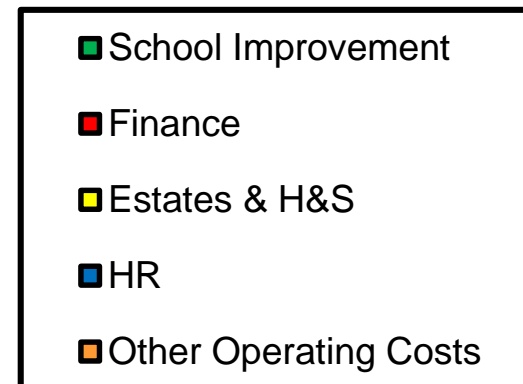 School Improvement
Finance
Estates & H&S
HR
Other Operating Costs